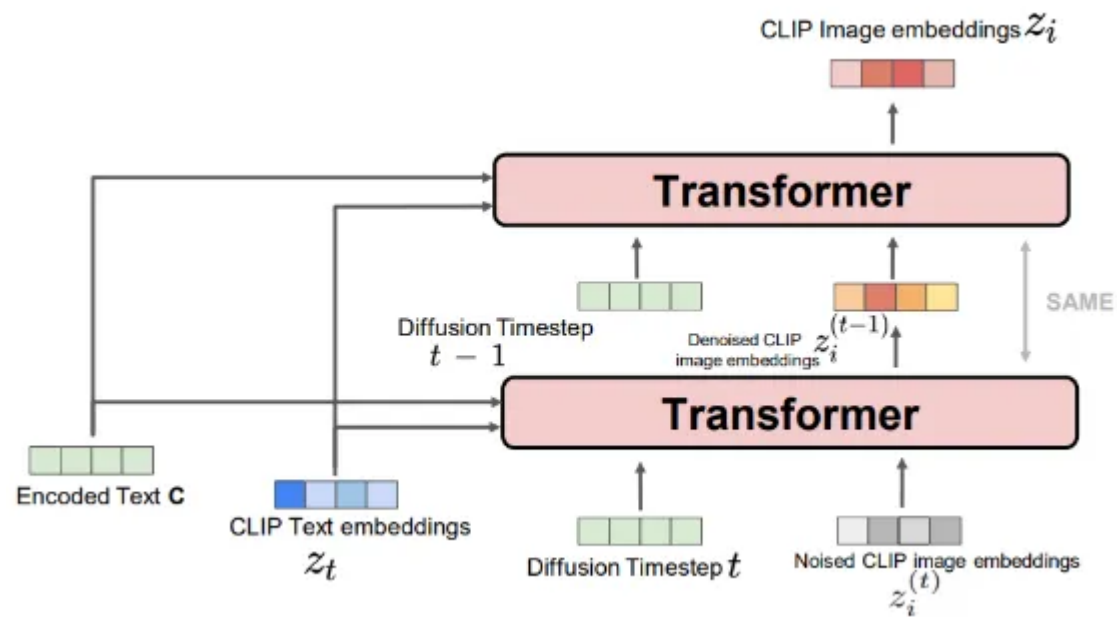 CLIP Image embeddings z_i
Transformer
SAME
Diffusion Timestep
t − 1
Denoised CLIP
image embeddings z_i^{(t−1)}
Transformer
Encoded Text C
CLIP Text embeddings
z_t
Diffusion Timestep t
Noised CLIP image embeddings
z_i^{(t)}